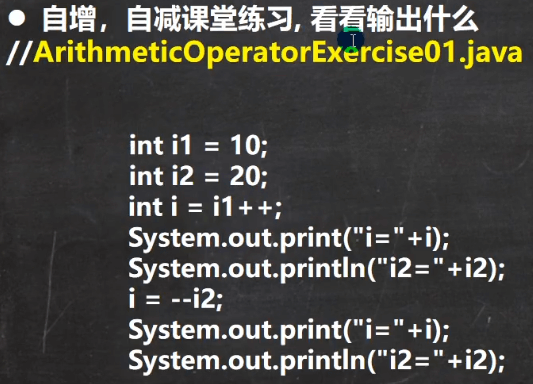 ● 自增，自减课堂练习, 看看输出什么
//ArithmeticOperatorExercise01.java
int i1 = 10;
int i2 = 20;
int i = i1++;
System.out.print("i="+i);
System.out.println("i2="+i2);
i = --i2;
System.out.print("i="+i);
System.out.println("i2="+i2);